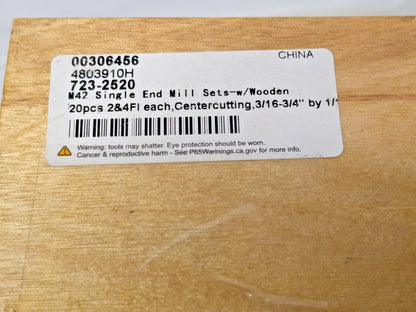 CHINA
00306456
4803910H
723-2520
M42 Single End Mill Sets-w/Wooden
20pcs 2&4Fl each,Centercutting,3/16-3/4" by 1/
Warning: tools may shatter. Eye protection should be worn.
Cancer & reproductive harm - See P65Warinings.ca.gov for more info.